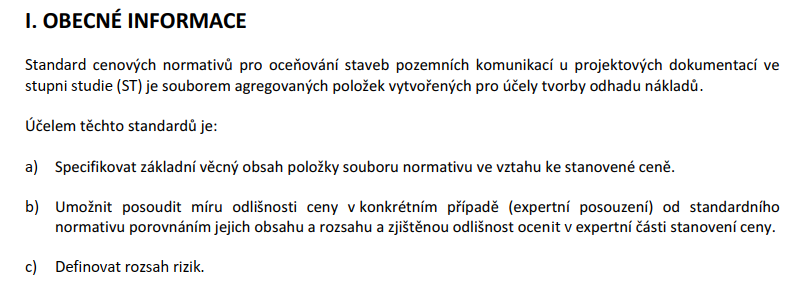 I. OBECNÉ INFORMACE
Standard cenových normativů pro oceňování staveb pozemních komunikací u projektových dokumentací ve
stupni studie (ST) je souborem agregovaných položek vytvořených pro účely tvorby odhadu nákladů.
Účelem těchto standardů je:
a) Specifikovat základní věcný obsah položky souboru normativu ve vztahu ke stanovené ceně.
b) Umožnit posoudit míru odlišnosti ceny v konkrétním případě (expertní posouzení) od standardního
normativu porovnáním jejich obsahu a rozsahu a zjištěnou odlišnost ocenit v expertní části stanovení ceny.
c) Definovat rozsah rizik.